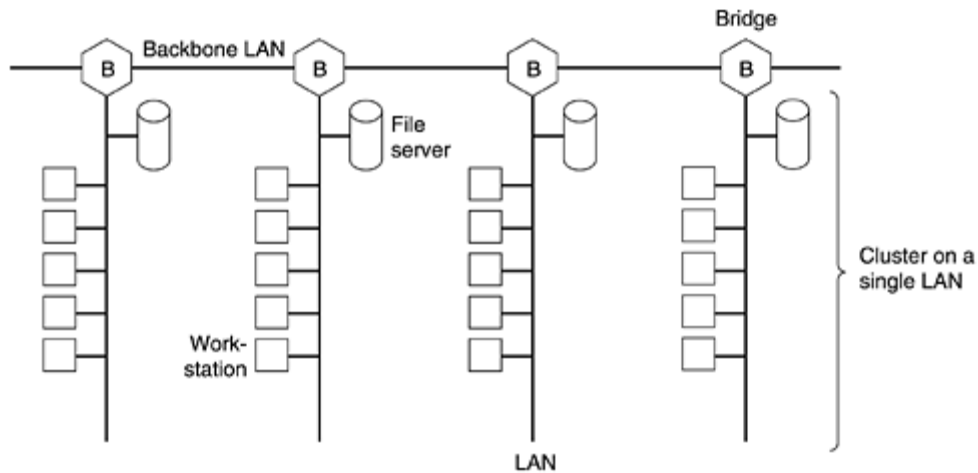 Bridge
Backbone LAN
B
B
B
B
File
server
Cluster on a
single LAN
Work-
station
LAN